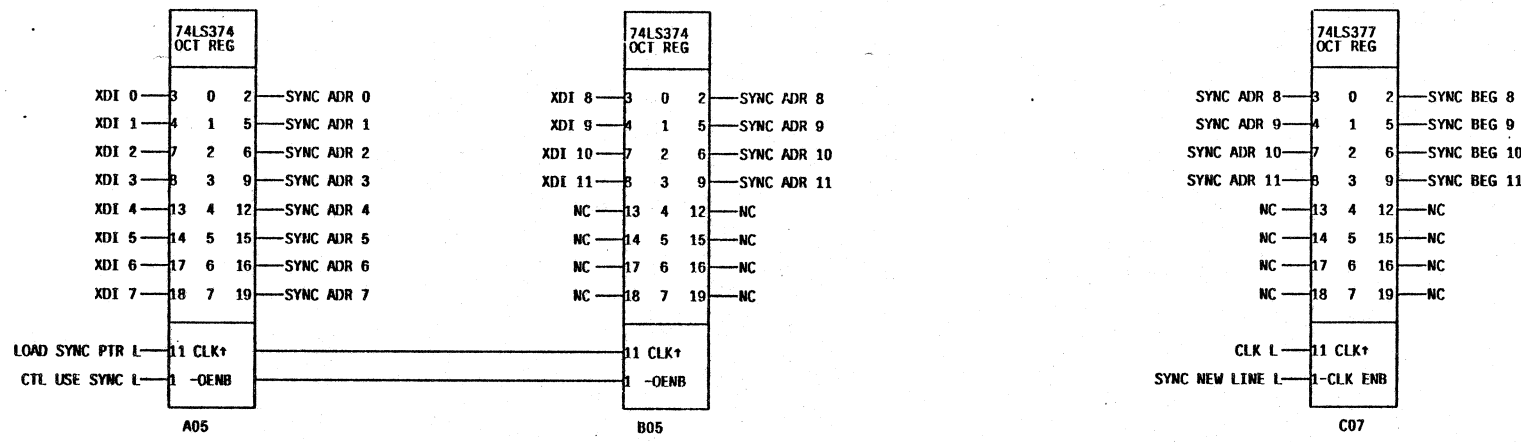 74LS374
OCT REG
XDI 0 3 0 2 SYNC ADR 0
XDI 1 4 1 5 SYNC ADR 1
XDI 2 7 2 6 SYNC ADR 2
XDI 3 8 3 9 SYNC ADR 3
XDI 4 13 4 12 SYNC ADR 4
XDI 5 14 5 15 SYNC ADR 5
XDI 6 17 6 16 SYNC ADR 6
XDI 7 18 7 19 SYNC ADR 7
LOAD SYNC PTR L 11 CLK↑
CTL USE SYNC L 1 -OENB
A05
74LS374
OCT REG
XDI 8 3 0 2 SYNC ADR 8
XDI 9 4 1 5 SYNC ADR 9
XDI 10 7 2 6 SYNC ADR 10
XDI 11 8 3 9 SYNC ADR 11
NC 13 4 12 NC
NC 14 5 15 NC
NC 17 6 16 NC
NC 18 7 19 NC
11 CLK↑
1 -OENB
B05
74LS377
OCT REG
SYNC ADR 8 3 0 2 SYNC BEG 8
SYNC ADR 9 4 1 5 SYNC BEG 9
SYNC ADR 10 7 2 6 SYNC BEG 10
SYNC ADR 11 8 3 9 SYNC BEG 11
NC 13 4 12 NC
NC 14 5 15 NC
NC 17 6 16 NC
NC 18 7 19 NC
CLK L 11 CLK↑
SYNC NEW LINE L 1-CLK ENB
C07